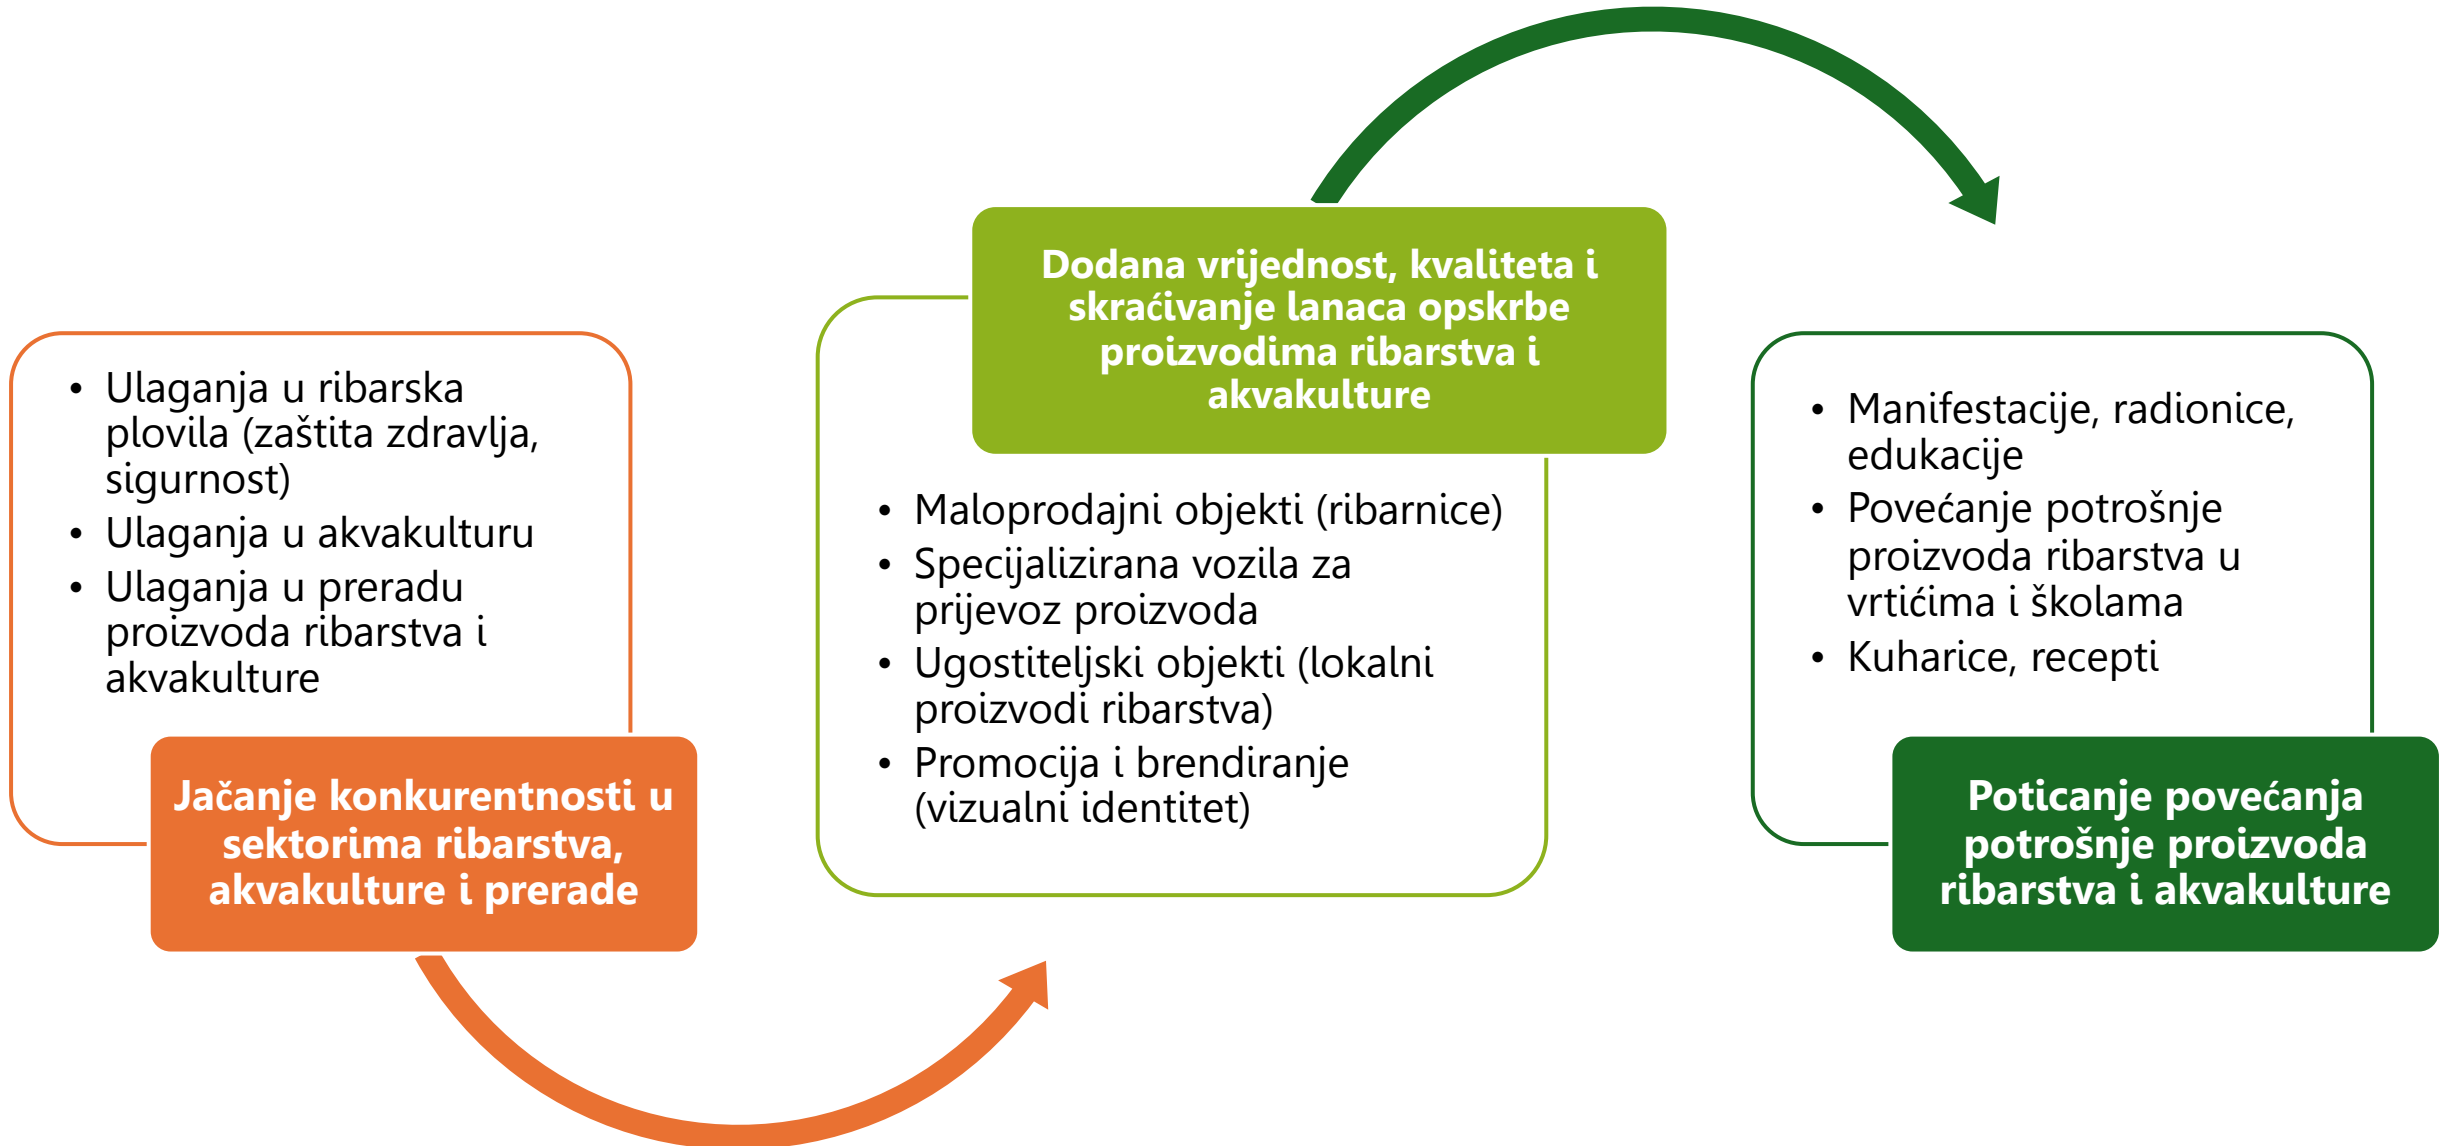 • Ulaganja u ribarska
plovila (zaštita zdravlja,
sigurnost)
• Ulaganja u akvakulturu
• Ulaganja u preradu
proizvoda ribarstva i
akvakulture
Jačanje konkurentnosti u
sektorima ribarstva,
akvakulture i prerade
Dodana vrijednost, kvaliteta i
skraćivanje lanaca opskrbe
proizvodima ribarstva i
akvakulture
• Maloprodajni objekti (ribarnice)
• Specijalizirana vozila za
prijevoz proizvoda
• Ugostiteljski objekti (lokalni
proizvodi ribarstva)
• Promocija i brendiranje
(vizualni identitet)
• Manifestacije, radionice,
edukacije
• Povećanje potrošnje
proizvoda ribarstva u
vrtićima i školama
• Kuharice, recepti
Poticanje povećanja
potrošnje proizvoda
ribarstva i akvakulture